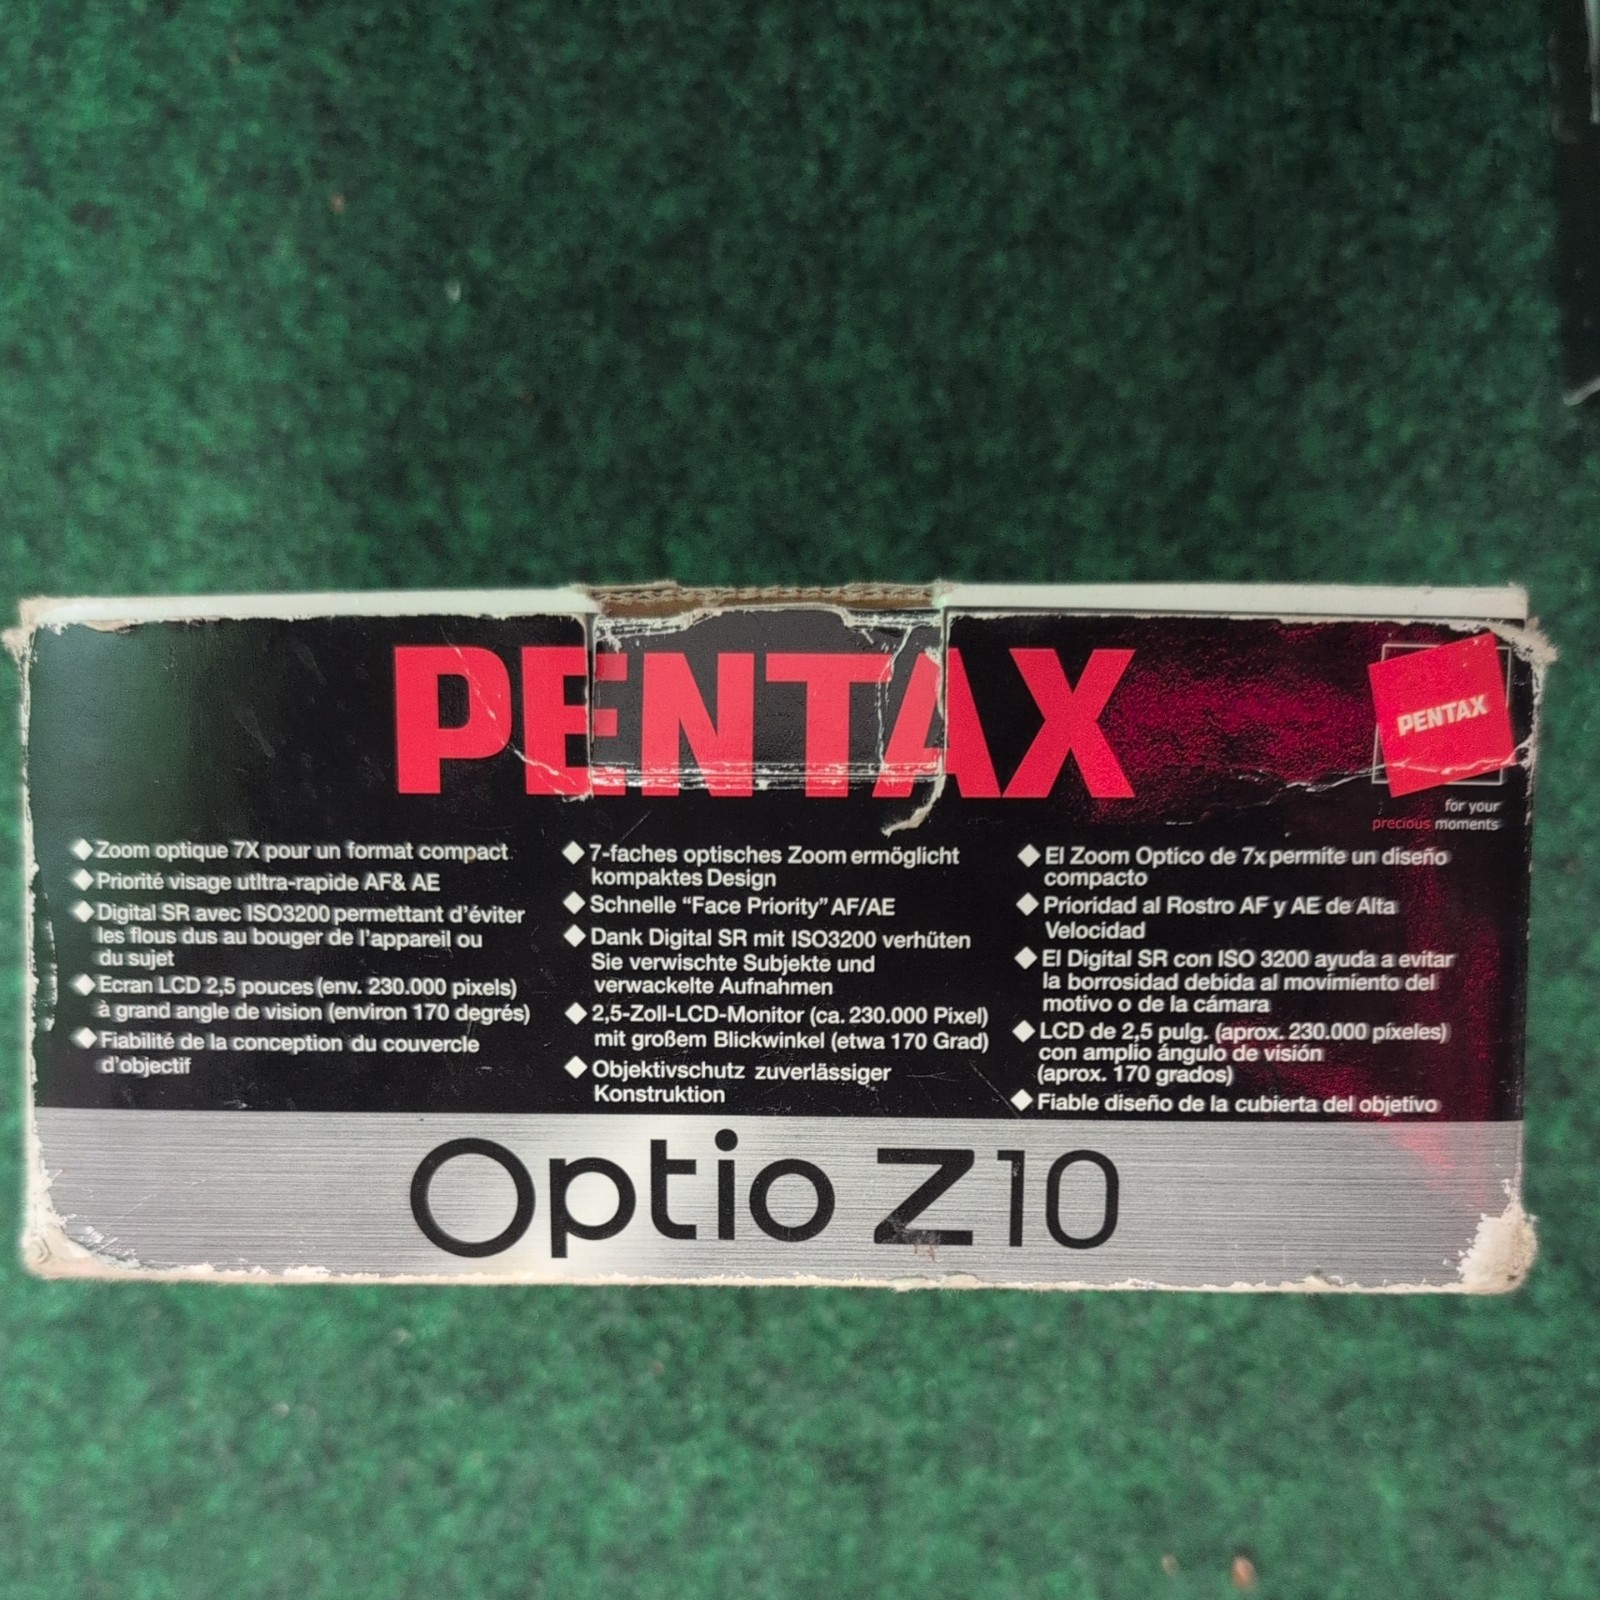 PENTAX
PENTAX
for your
precious moments
◆Zoom optique 7X pour un format compact
◆Priorité visage utltra-rapide AF& AE
◆Digital SR avec ISO3200 permettant d'éviter
les flous dus au bouger de l'appareil ou
du sujet
◆Ecran LCD 2,5 pouces (env. 230.000 pixels)
à grand angle de vision (environ 170 degrés)
◆Fiabilité de la conception du couvercle
d'objectif
◆7-faches optisches Zoom ermöglicht
kompaktes Design
◆Schnelle “Face Priority” AF/AE
◆Dank Digital SR mit ISO3200 verhüten
Sie verwischte Subjekte und
verwackelte Aufnahmen
◆2,5-Zoll-LCD-Monitor (ca. 230.000 Pixel)
mit großem Blickwinkel (etwa 170 Grad)
◆Objektivschutz zuverlässiger
Konstruktion
◆El Zoom Optico de 7x permite un diseño
compacto
◆Prioridad al Rostro AF y AE de Alta
Velocidad
◆El Digital SR con ISO 3200 ayuda a evitar
la borrosidad debida al movimiento del
motivo o de la cámara
◆LCD de 2,5 pulg. (aprox. 230.000 píxeles)
con amplio ángulo de visión
(aprox. 170 grados)
◆Fiable diseño de la cubierta del objetivo
Optio Z10